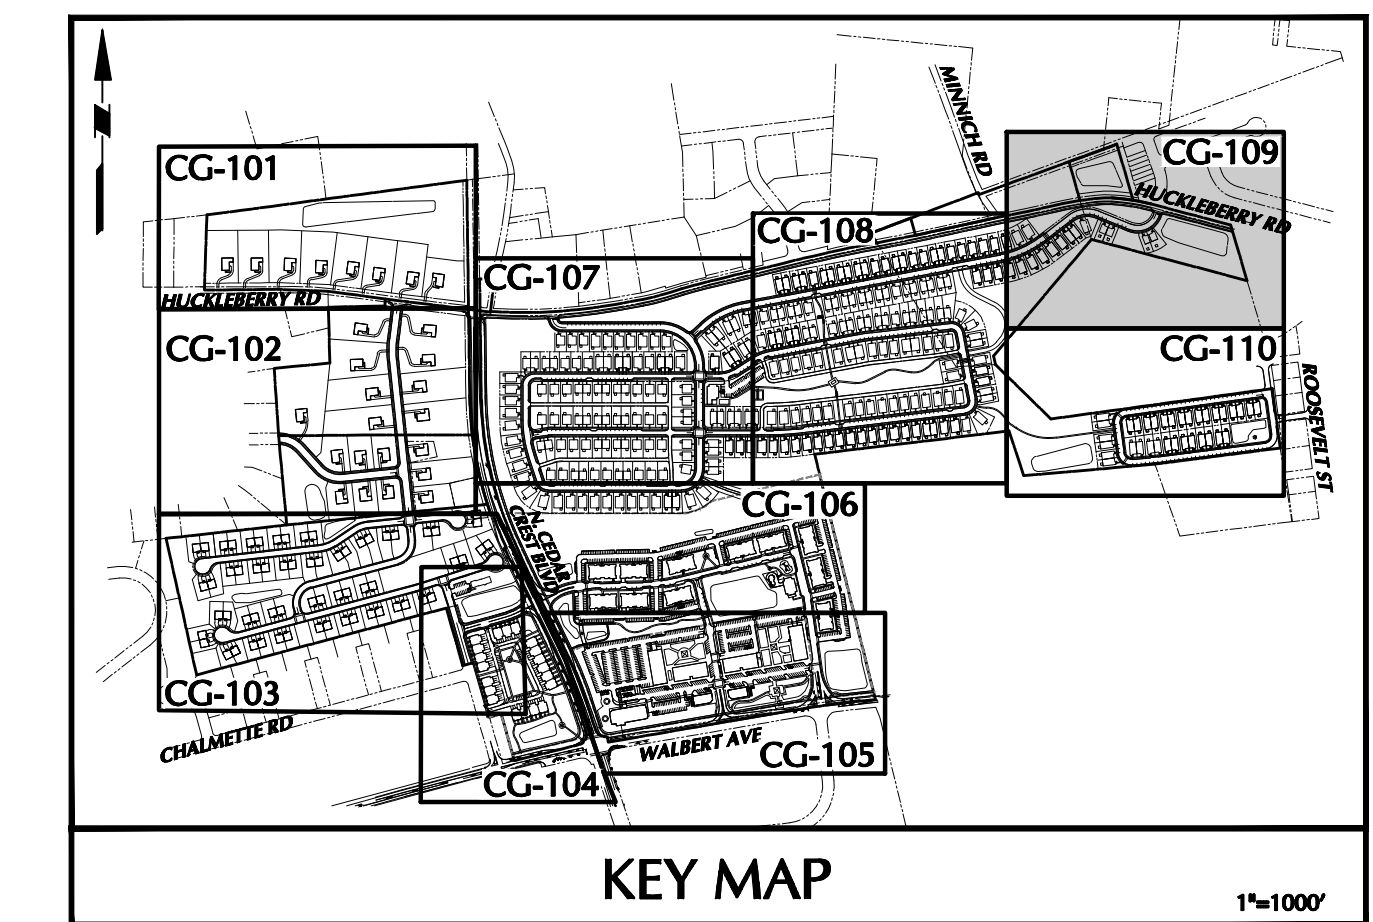 MINNICH RD
CG-101
CG-109
HUCKLEBERRY RD
CG-108
CG-107
HUCKLEBERRY RD
CG-102
CG-110
ROOSEVELT ST
CG-106
N. CEDAR
CREST BLVD
CG-103
CHALMETTE RD
WALBERT AVE
CG-105
CG-104
KEY MAP
1"=1000'